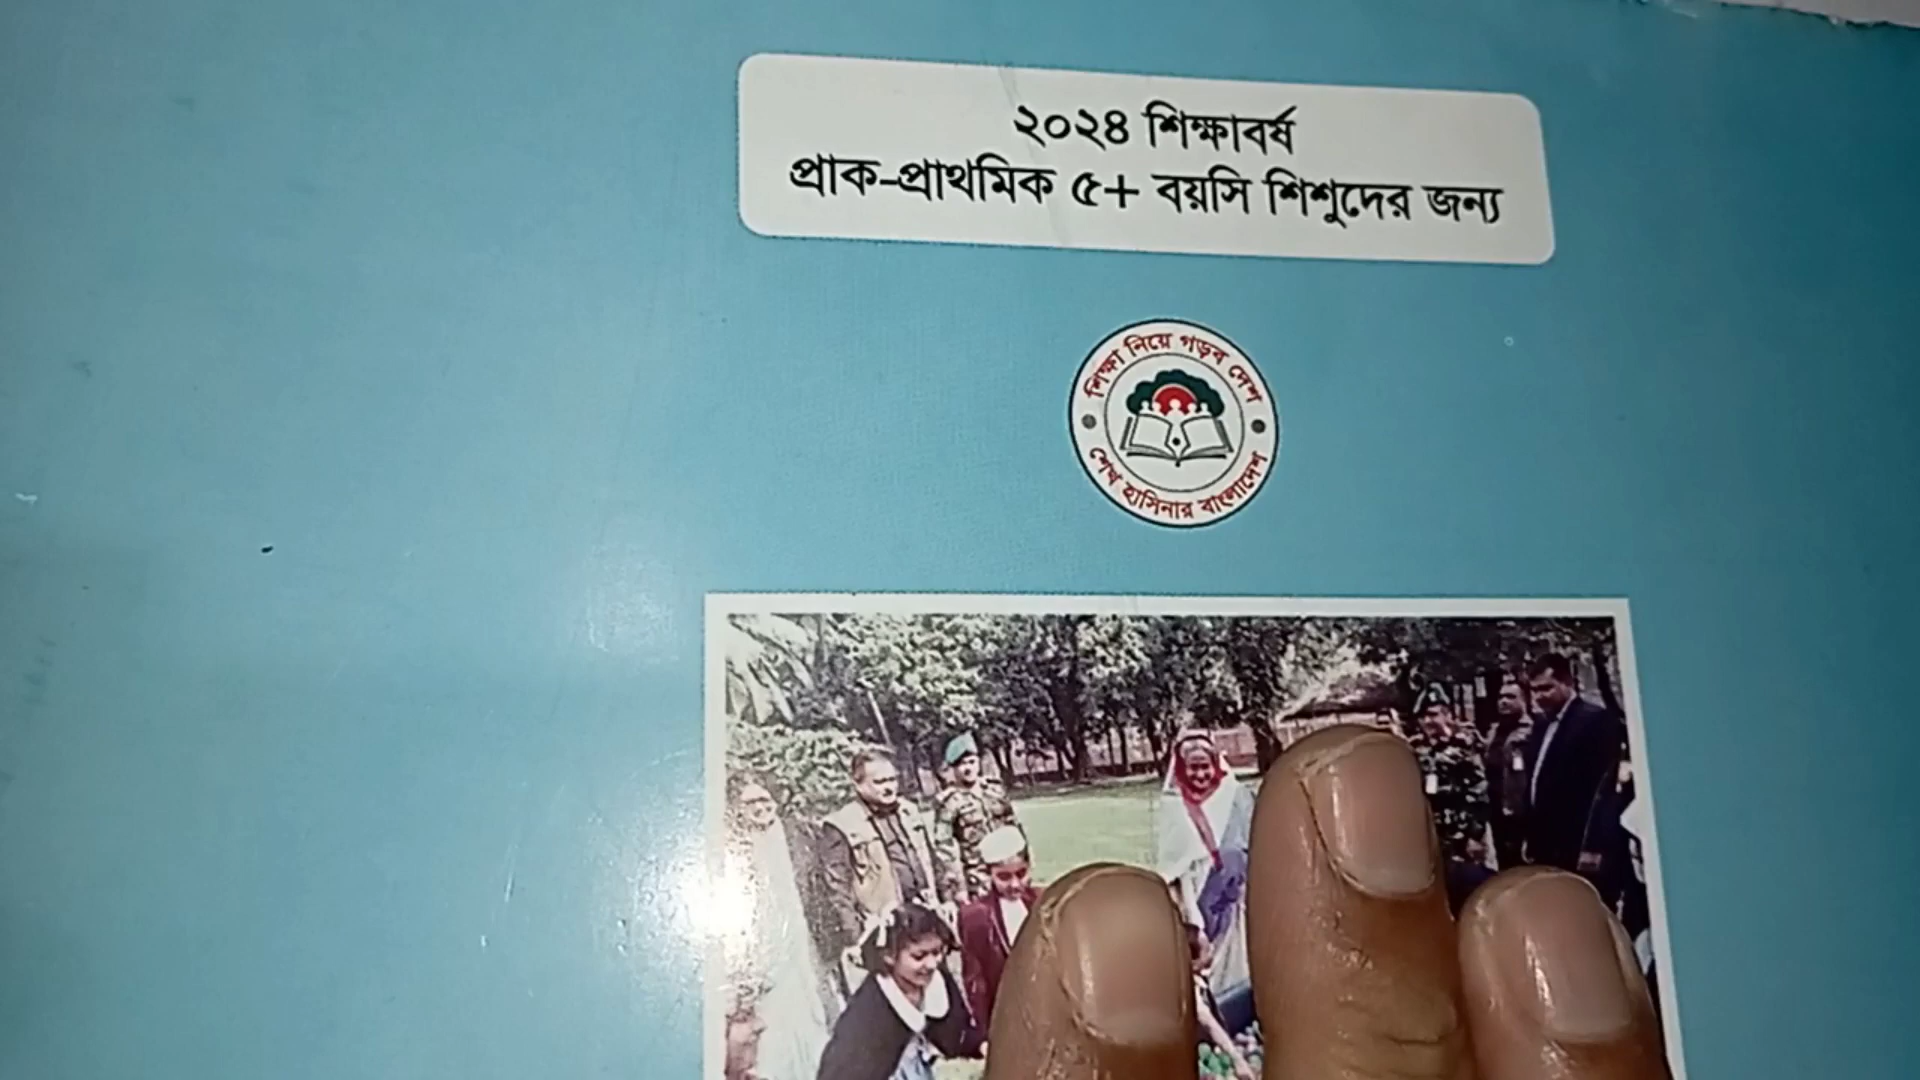 ২০২৪ শিক্ষাবর্ষ
প্রাক-প্রাথমিক ৫+ বয়সি শিশুদের জন্য
শিক্ষা নিয়ে গড়ব দেশ
শেখ হাসিনার বাংলাদেশ